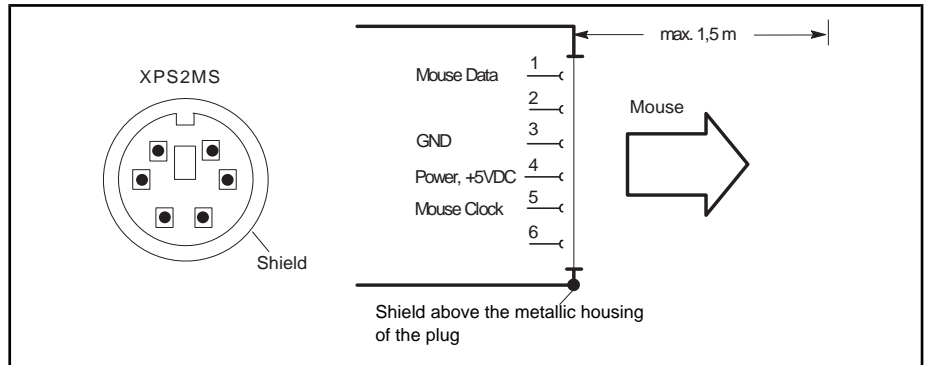 XPS2MS
Shield
max. 1,5 m
Mouse Data 1
2
GND 3
Power, +5VDC 4
Mouse Clock 5
6
Mouse
Shield above the metallic housing
of the plug